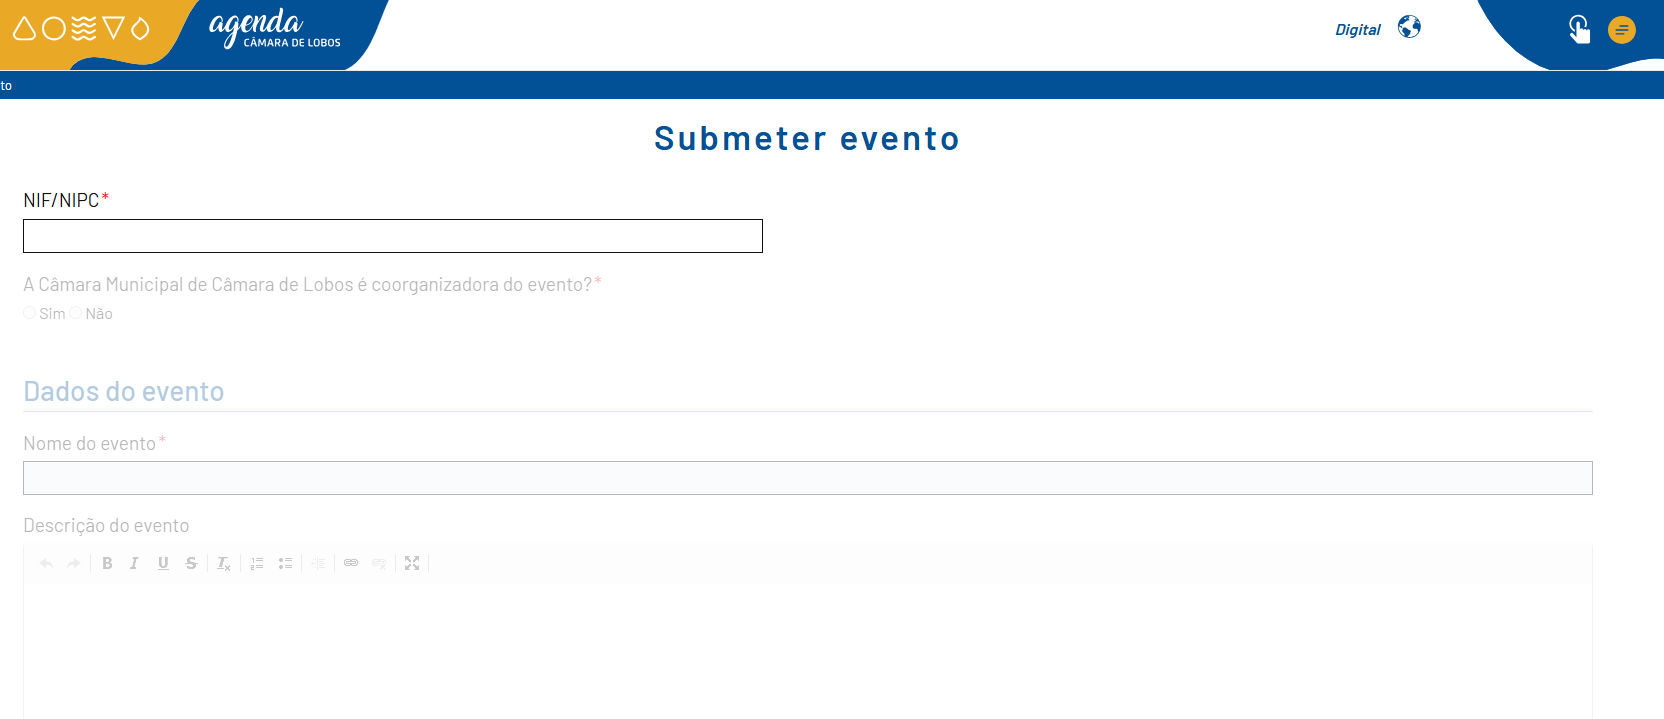 agenda
CÂMARA DE LOBOS
Digital
to
Submeter evento
NIF/NIPC*
A Câmara Municipal de Câmara de Lobos é coorganizadora do evento?*
Sim Não
Dados do evento
Nome do evento*
Descrição do evento